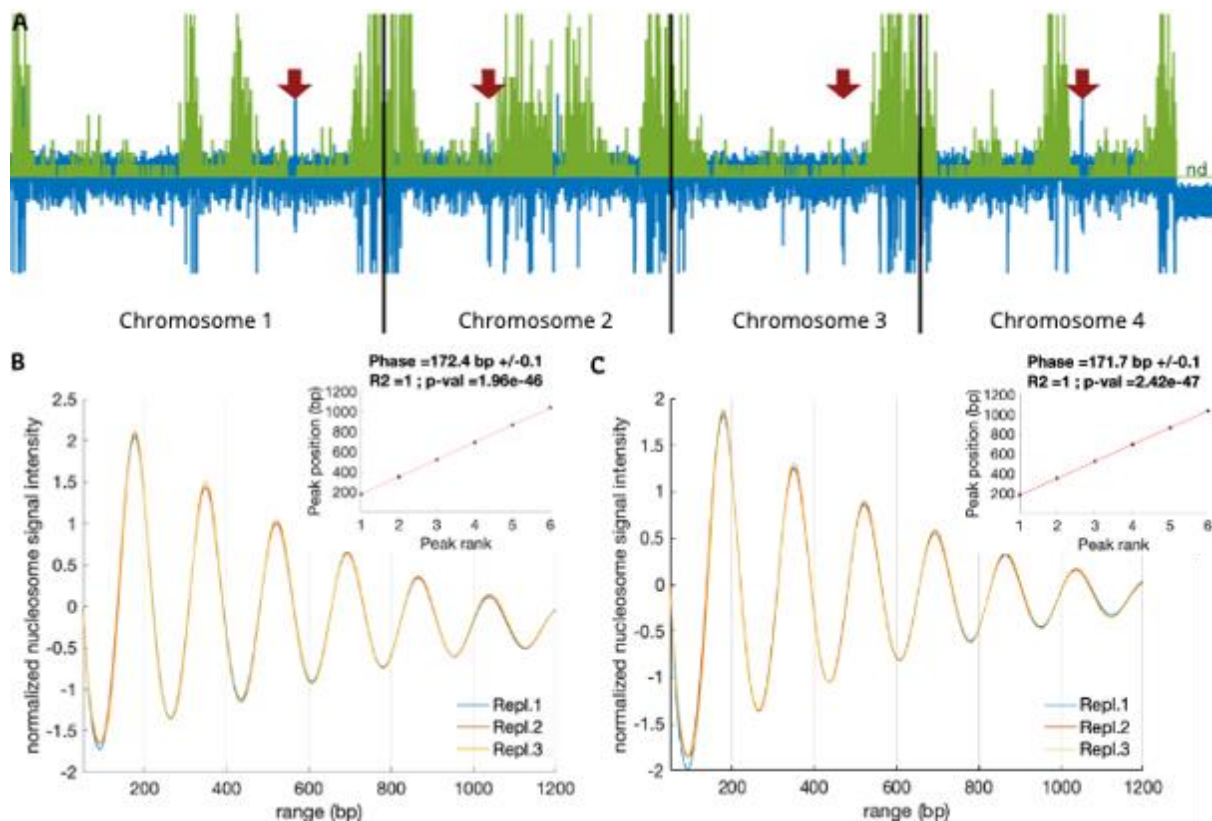 A
nd
Chromosome 1
Chromosome 2
Chromosome 3
Chromosome 4
B
Phase =172.4 bp +/-0.1
R2 =1 ; p-val =1.96e-46
normalized nucleosome signal intensity
2.5
2
1.5
1
0.5
0
-0.5
-1
-1.5
-2
Peak position (bp)
1200
1000
800
600
400
200
1 2 3 4 5 6
Peak rank
Repl.1
Repl.2
Repl.3
200 400 600 800 1000 1200
range (bp)
C
Phase =171.7 bp +/-0.1
R2 =1 ; p-val =2.42e-47
normalized nucleosome signal intensity
2
1.5
1
0.5
0
-0.5
-1
-1.5
-2
Peak position (bp)
1200
1000
800
600
400
200
1 2 3 4 5 6
Peak rank
Repl.1
Repl.2
Repl.3
200 400 600 800 1000 1200
range (bp)